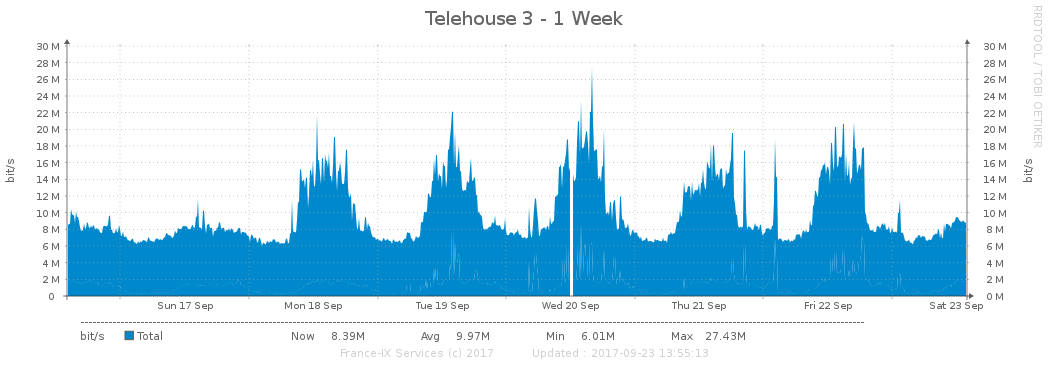 Telehouse 3 - 1 Week
RRDTOOL / TOBI OETIKER
30 M 30 M
28 M 28 M
26 M 26 M
24 M 24 M
22 M 22 M
20 M 20 M
18 M 18 M
16 M 16 M
14 M 14 M
12 M 12 M
10 M 10 M
8 M 8 M
6 M 6 M
4 M 4 M
2 M 2 M
0 0 M
bit/s bit/s
Sun 17 Sep Mon 18 Sep Tue 19 Sep Wed 20 Sep Thu 21 Sep Fri 22 Sep Sat 23 Sep
bit/s Total Now 8.39M Avg 9.97M Min 6.01M Max 27.43M
France-IX Services (c) 2017 Updated : 2017-09-23 13:55:13